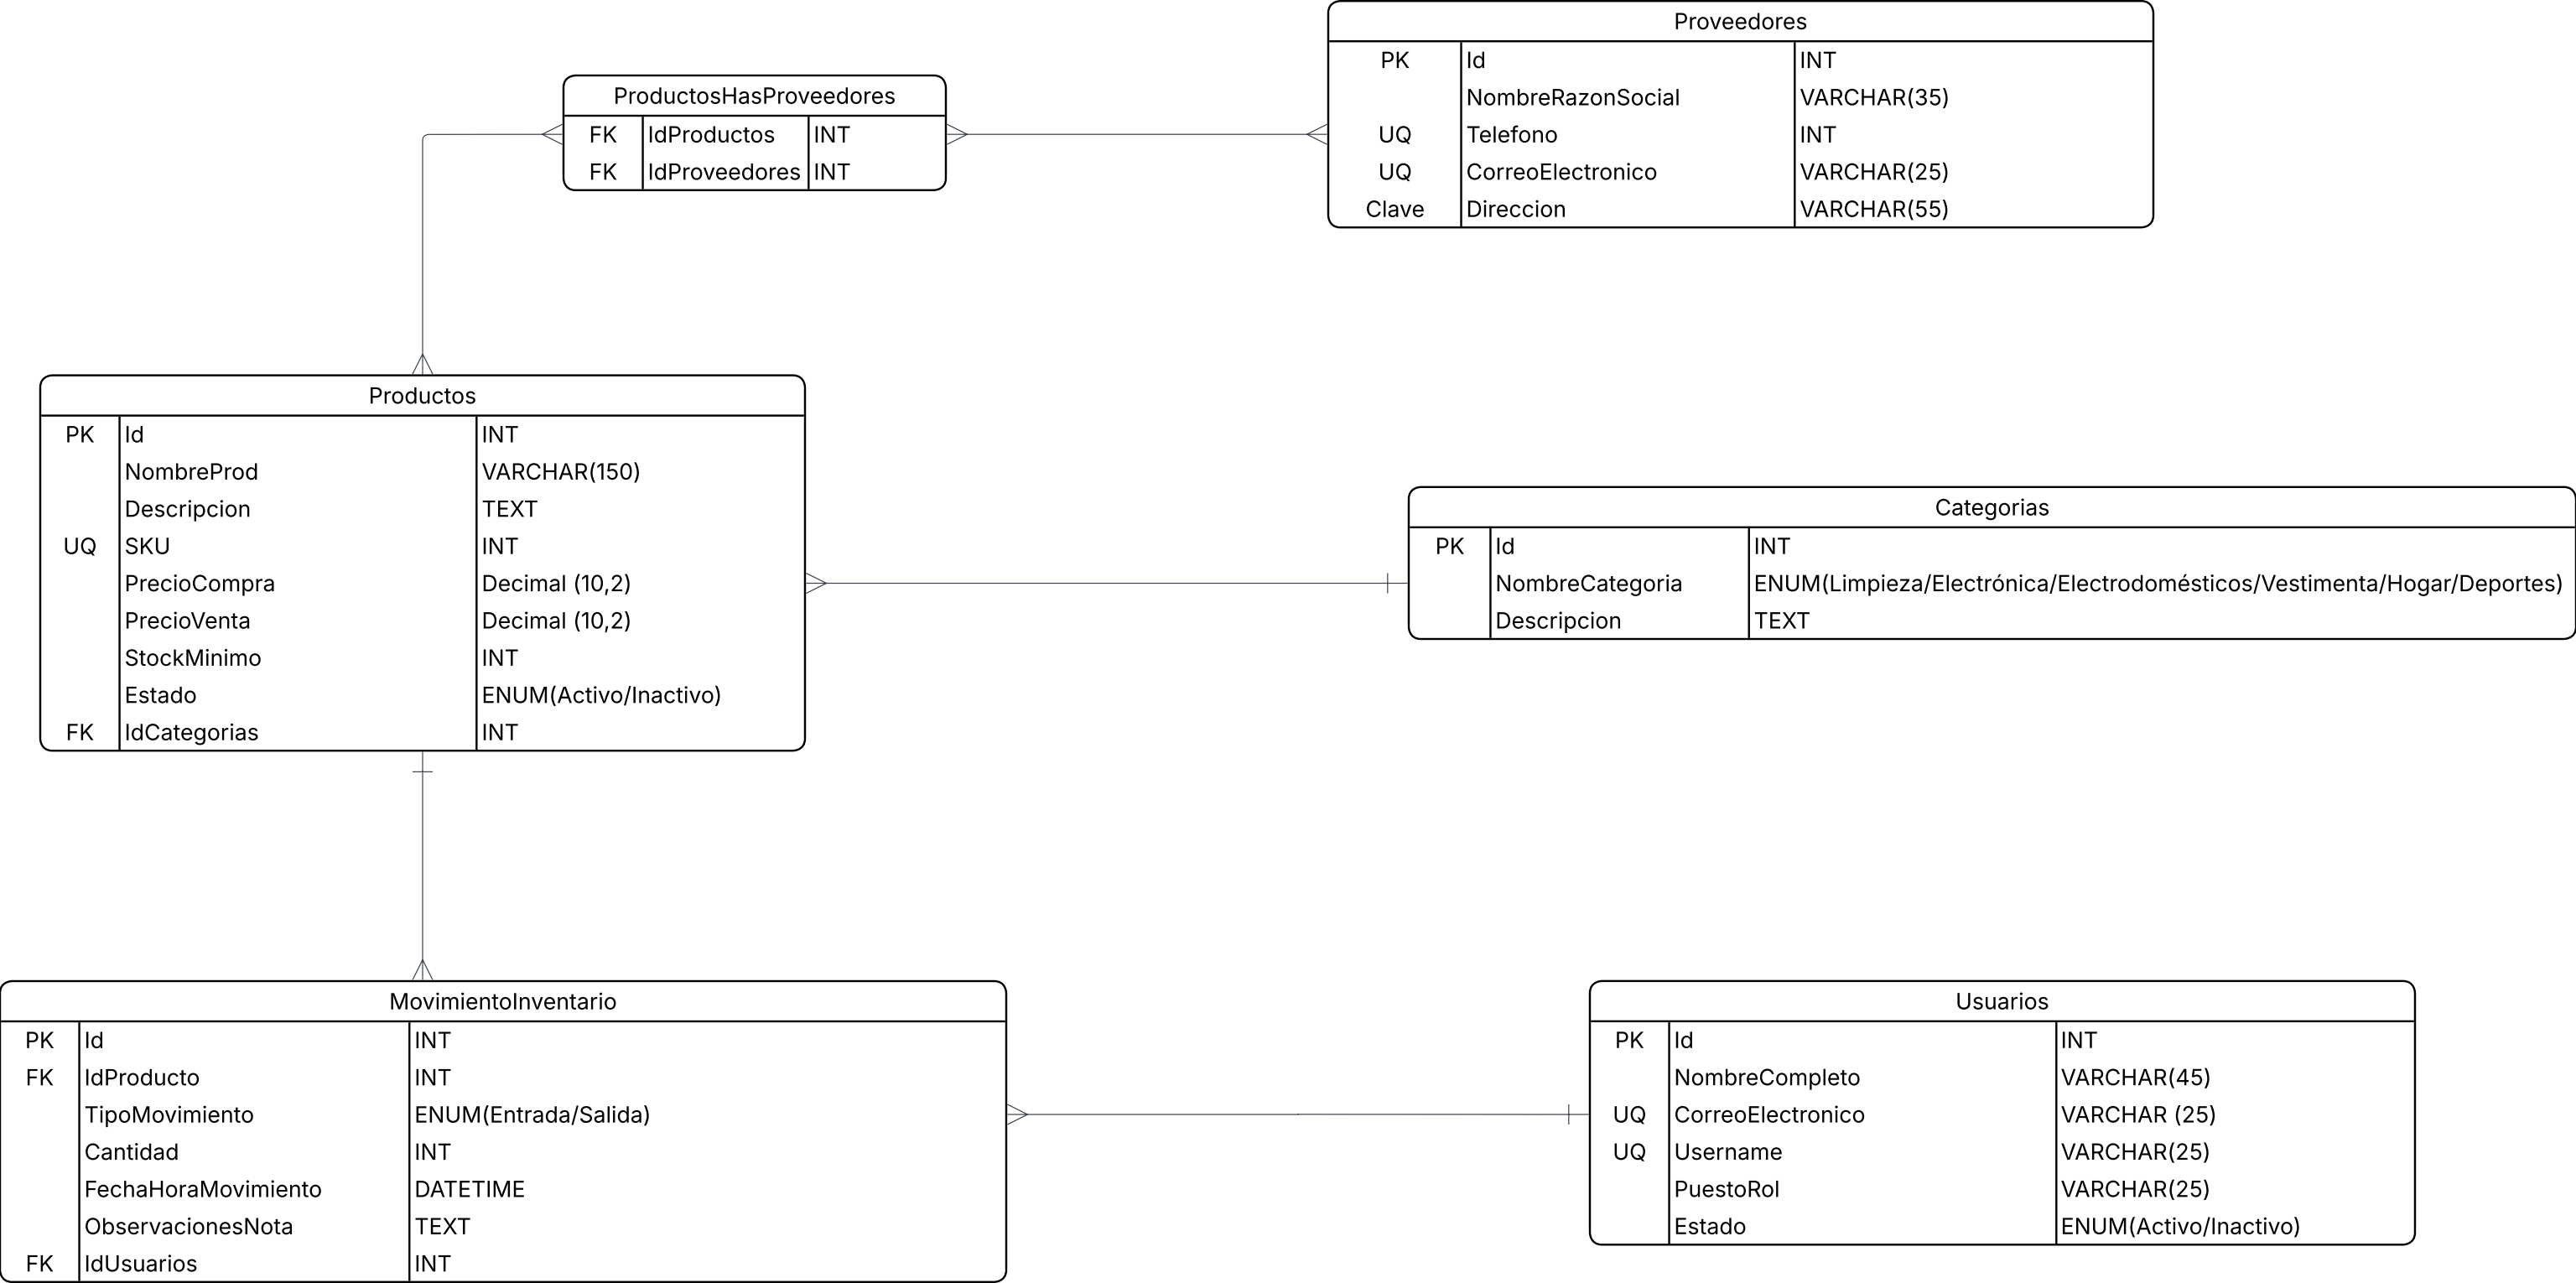 Proveedores
PK Id INT
NombreRazonSocial VARCHAR(35)
UQ Telefono INT
UQ CorreoElectronico VARCHAR(25)
Clave Direccion VARCHAR(55)
ProductosHasProveedores
FK IdProductos INT
FK IdProveedores INT
Productos
PK Id INT
NombreProd VARCHAR(150)
Descripcion TEXT
UQ SKU INT
PrecioCompra Decimal (10,2)
PrecioVenta Decimal (10,2)
StockMinimo INT
Estado ENUM(Activo/Inactivo)
FK IdCategorias INT
Categorias
PK Id INT
NombreCategoria ENUM(Limpieza/Electrónica/Electrodomésticos/Vestimenta/Hogar/Deportes)
Descripcion TEXT
MovimientoInventario
PK Id INT
FK IdProducto INT
TipoMovimiento ENUM(Entrada/Salida)
Cantidad INT
FechaHoraMovimiento DATETIME
ObservacionesNota TEXT
FK IdUsuarios INT
Usuarios
PK Id INT
NombreCompleto VARCHAR(45)
UQ CorreoElectronico VARCHAR (25)
UQ Username VARCHAR(25)
PuestoRol VARCHAR(25)
Estado ENUM(Activo/Inactivo)